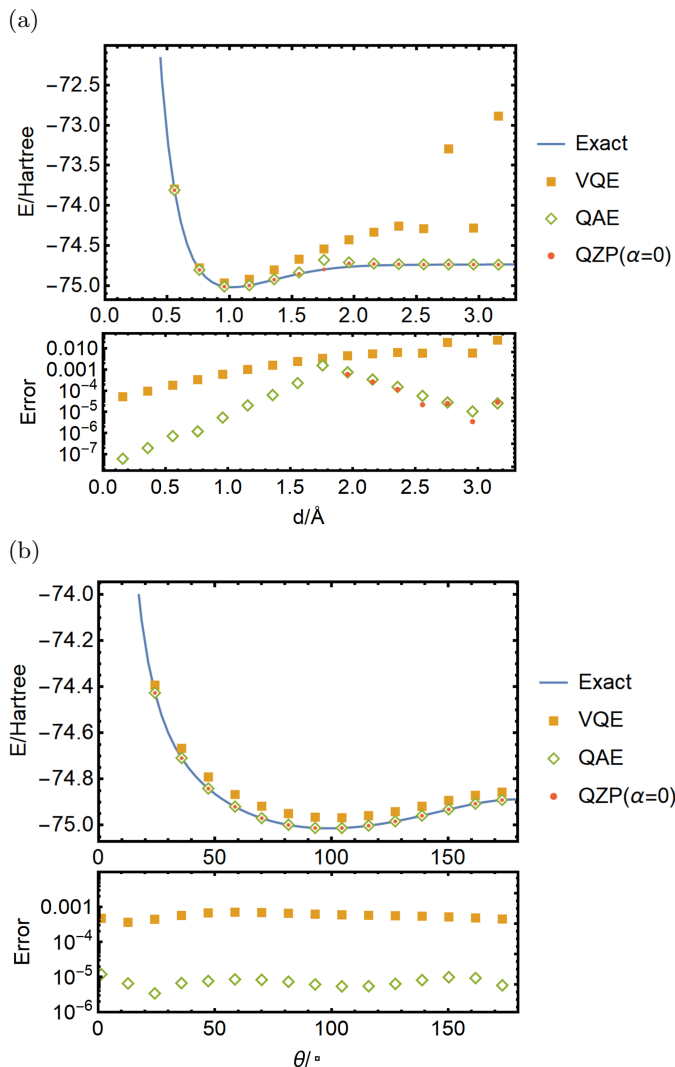 (a)
−72.5
−73.0
−73.5
−74.0
−74.5
−75.0
E/Hartree
0.0 0.5 1.0 1.5 2.0 2.5 3.0
Exact
VQE
QAE
QZP(α=0)
0.010
0.001
10⁻⁴
10⁻⁵
10⁻⁶
10⁻⁷
Error
0.0 0.5 1.0 1.5 2.0 2.5 3.0
d/Å
(b)
−74.0
−74.2
−74.4
−74.6
−74.8
−75.0
E/Hartree
0 50 100 150
Exact
VQE
QAE
QZP(α=0)
0.001
10⁻⁴
10⁻⁵
10⁻⁶
Error
0 50 100 150
θ/▫